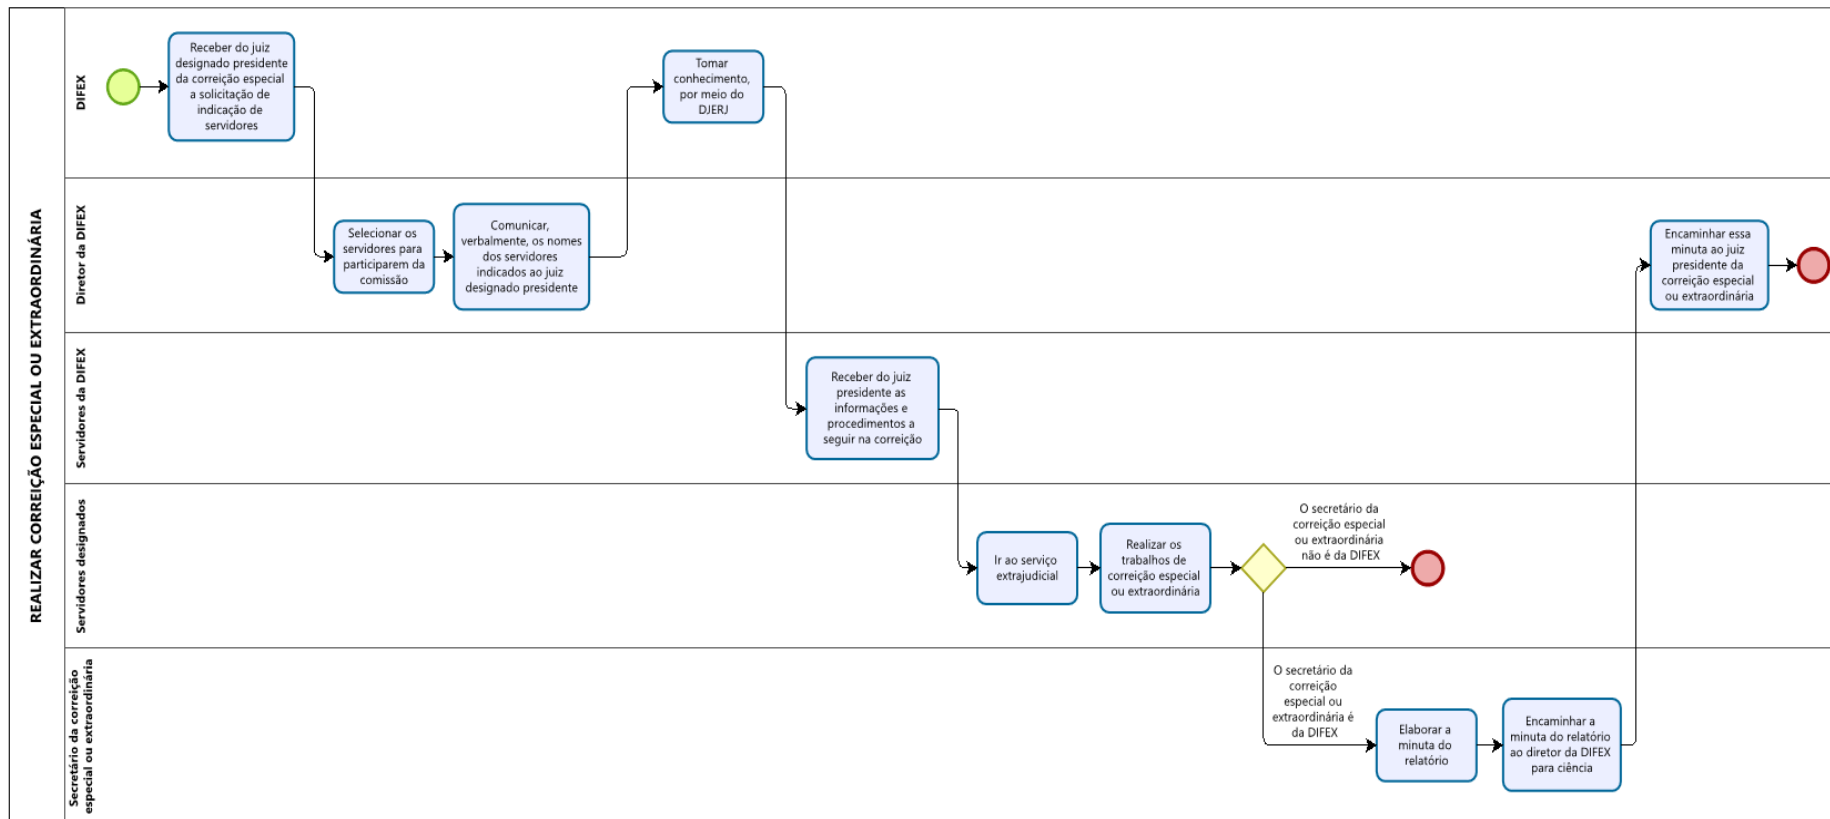 REALIZAR CORREIÇÃO ESPECIAL OU EXTRAORDINÁRIA
DIFEX
Receber do juiz
designado presidente
da correição especial
a solicitação de
indicação de
servidores
Tomar
conhecimento,
por meio do
DJERJ
Diretor da DIFEX
Selecionar os
servidores para
participarem da
comissão
Comunicar,
verbalmente, os nomes
dos servidores
indicados ao juiz
designado presidente
Encaminhar essa
minuta ao juiz
presidente da
correição especial
ou extraordinária
Servidores da DIFEX
Receber do juiz
presidente as
informações e
procedimentos a
seguir na correição
Servidores designados
Ir ao serviço
extrajudicial
Realizar os
trabalhos de
correição especial
ou extraordinária
O secretário da
correição especial
ou extraordinária
não é da DIFEX
Secretário da correição
especial ou extraordinária
O secretário da
correição
especial ou
extraordinária é
da DIFEX
Elaborar a
minuta do
relatório
Encaminhar a
minuta do relatório
ao diretor da DIFEX
para ciência